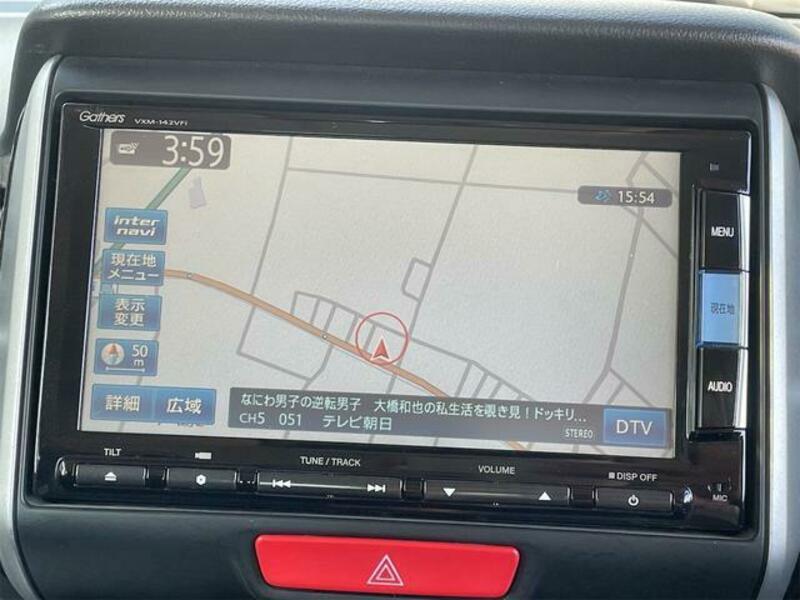 Gathers VXM-142VFi
3:59
15:54
inter
navi
MENU
現在地
メニュー
現在地
表示
変更
50
m
AUDIO
詳細 広域
なにわ男子の逆転男子 大橋和也の私生活を覗き見!ドッキリ...
CH5 051 テレビ朝日
STEREO
DTV
TILT
TUNE / TRACK
VOLUME
DISP OFF
MIC